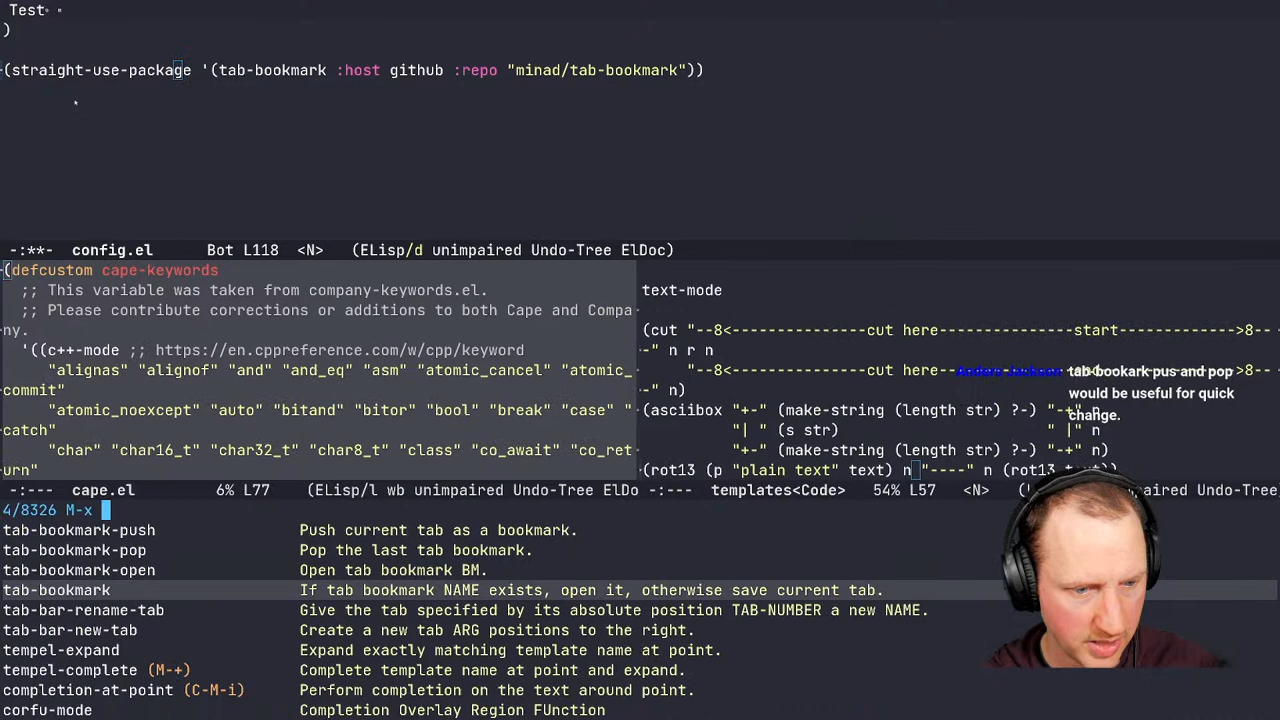 Test
)
(straight-use-package '(tab-bookmark :host github :repo "minad/tab-bookmark"))
-:**-  config.el      Bot L118  <N>  (ELisp/d unimpaired Undo-Tree ElDoc)
(defcustom cape-keywords
  ;; This variable was taken from company-keywords.el.
  ;; Please contribute corrections or additions to both Cape and Compa
ny.
  '((c++-mode ;; https://en.cppreference.com/w/cpp/keyword
     "alignas" "alignof" "and" "and_eq" "asm" "atomic_cancel" "atomic_
commit"
     "atomic_noexcept" "auto" "bitand" "bitor" "bool" "break" "case" "
catch"
     "char" "char16_t" "char32_t" "char8_t" "class" "co_await" "co_ret
urn"
-:---  cape.el        6% L77    (ELisp/l wb unimpaired Undo-Tree ElDo
text-mode
(cut "--8<---------------cut here---------------start------------->8--
-" n r n
     "--8<---------------cut here---
-" n)
(asciibox "+-" (make-string (length str) ?-) "-+" n
          "| " (s str)                       " |" n
          "+-" (make-string (length str) ?-) "-+" n)
(rot13 (p "plain text" text) n "----" n (rot13 text))
-:---  templates<Code>   54% L57    <N>
unimpaired Undo-Tree
Anders Jackson tab bookark pus and pop
would be useful for quick
change.
4/8326 M-x
tab-bookmark-push                Push current tab as a bookmark.
tab-bookmark-pop                 Pop the last tab bookmark.
tab-bookmark-open                Open tab bookmark BM.
tab-bookmark                     If tab bookmark NAME exists, open it, otherwise save current tab.
tab-bar-rename-tab               Give the tab specified by its absolute position TAB-NUMBER a new NAME.
tab-bar-new-tab                  Create a new tab ARG positions to the right.
tempel-expand                    Expand exactly matching template name at point.
tempel-complete (M-+)            Complete template name at point and expand.
completion-at-point (C-M-i)      Perform completion on the text around point.
corfu-mode                       Completion Overlay Region FUnction